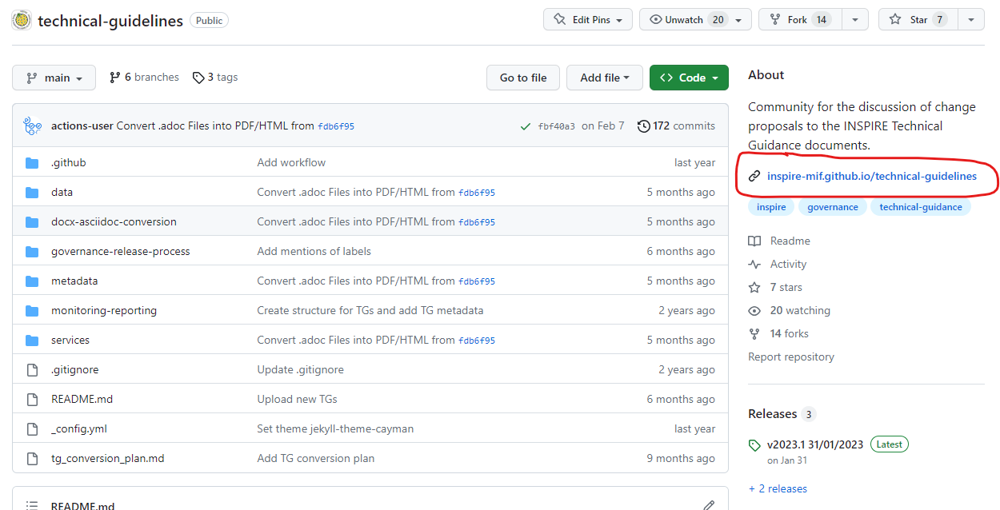 technical-guidelines Public Edit Pins Unwatch 20 Fork 14 Star 7
main 6 branches 3 tags Go to file Add file Code
actions-user Convert .adoc Files into PDF/HTML from fdb6f95 fbf40a3 on Feb 7 172 commits
.github Add workflow last year
data Convert .adoc Files into PDF/HTML from fdb6f95 5 months ago
docx-asciidoc-conversion Convert .adoc Files into PDF/HTML from fdb6f95 5 months ago
governance-release-process Add mentions of labels 6 months ago
metadata Convert .adoc Files into PDF/HTML from fdb6f95 5 months ago
monitoring-reporting Create structure for TGs and add TG metadata 2 years ago
services Convert .adoc Files into PDF/HTML from fdb6f95 5 months ago
.gitignore Update .gitignore 2 years ago
README.md Upload new TGs 6 months ago
_config.yml Set theme jekyll-theme-cayman last year
tg_conversion_plan.md Add TG conversion plan 9 months ago
README.md
About
Community for the discussion of change
proposals to the INSPIRE Technical
Guidance documents.
inspire-mif.github.io/technical-guidelines
inspire governance technical-guidance
Readme
Activity
7 stars
20 watching
14 forks
Report repository
Releases 3
v2023.1 31/01/2023 Latest
on Jan 31
+ 2 releases